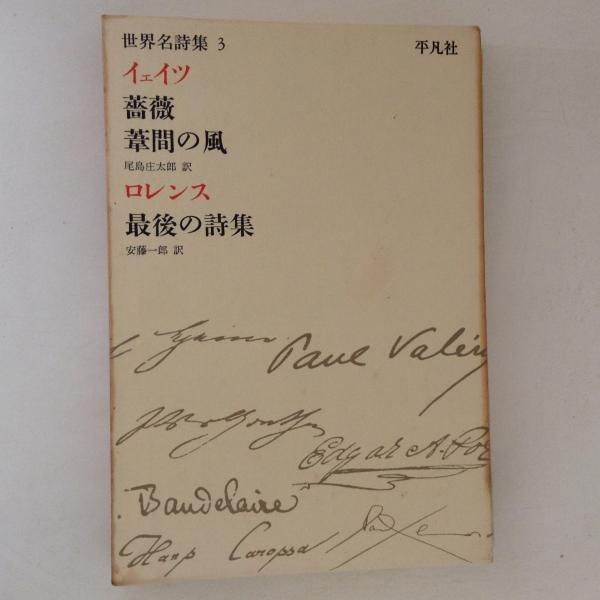 世界名詩集 3
平凡社
イェイツ
薔薇
葦間の風
尾島庄太郎 訳
ロレンス
最後の詩集
安藤一郎 訳
Paul Valéry
Edgar A. Poe
Baudelaire
Hans Carossa